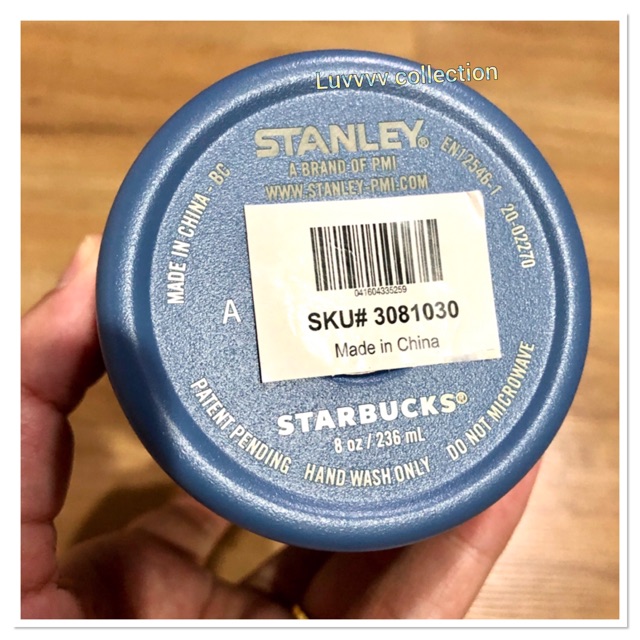 Luvvvv collection
STANLEY®
A BRAND OF PMI
WWW.STANLEY-PMI.COM
EN12546-1 20-02270
MADE IN CHINA - BC
041604335259
SKU# 3081030
Made in China
A
STARBUCKS®
8 oz / 236 mL
PATENT PENDING HAND WASH ONLY DO NOT MICROWAVE